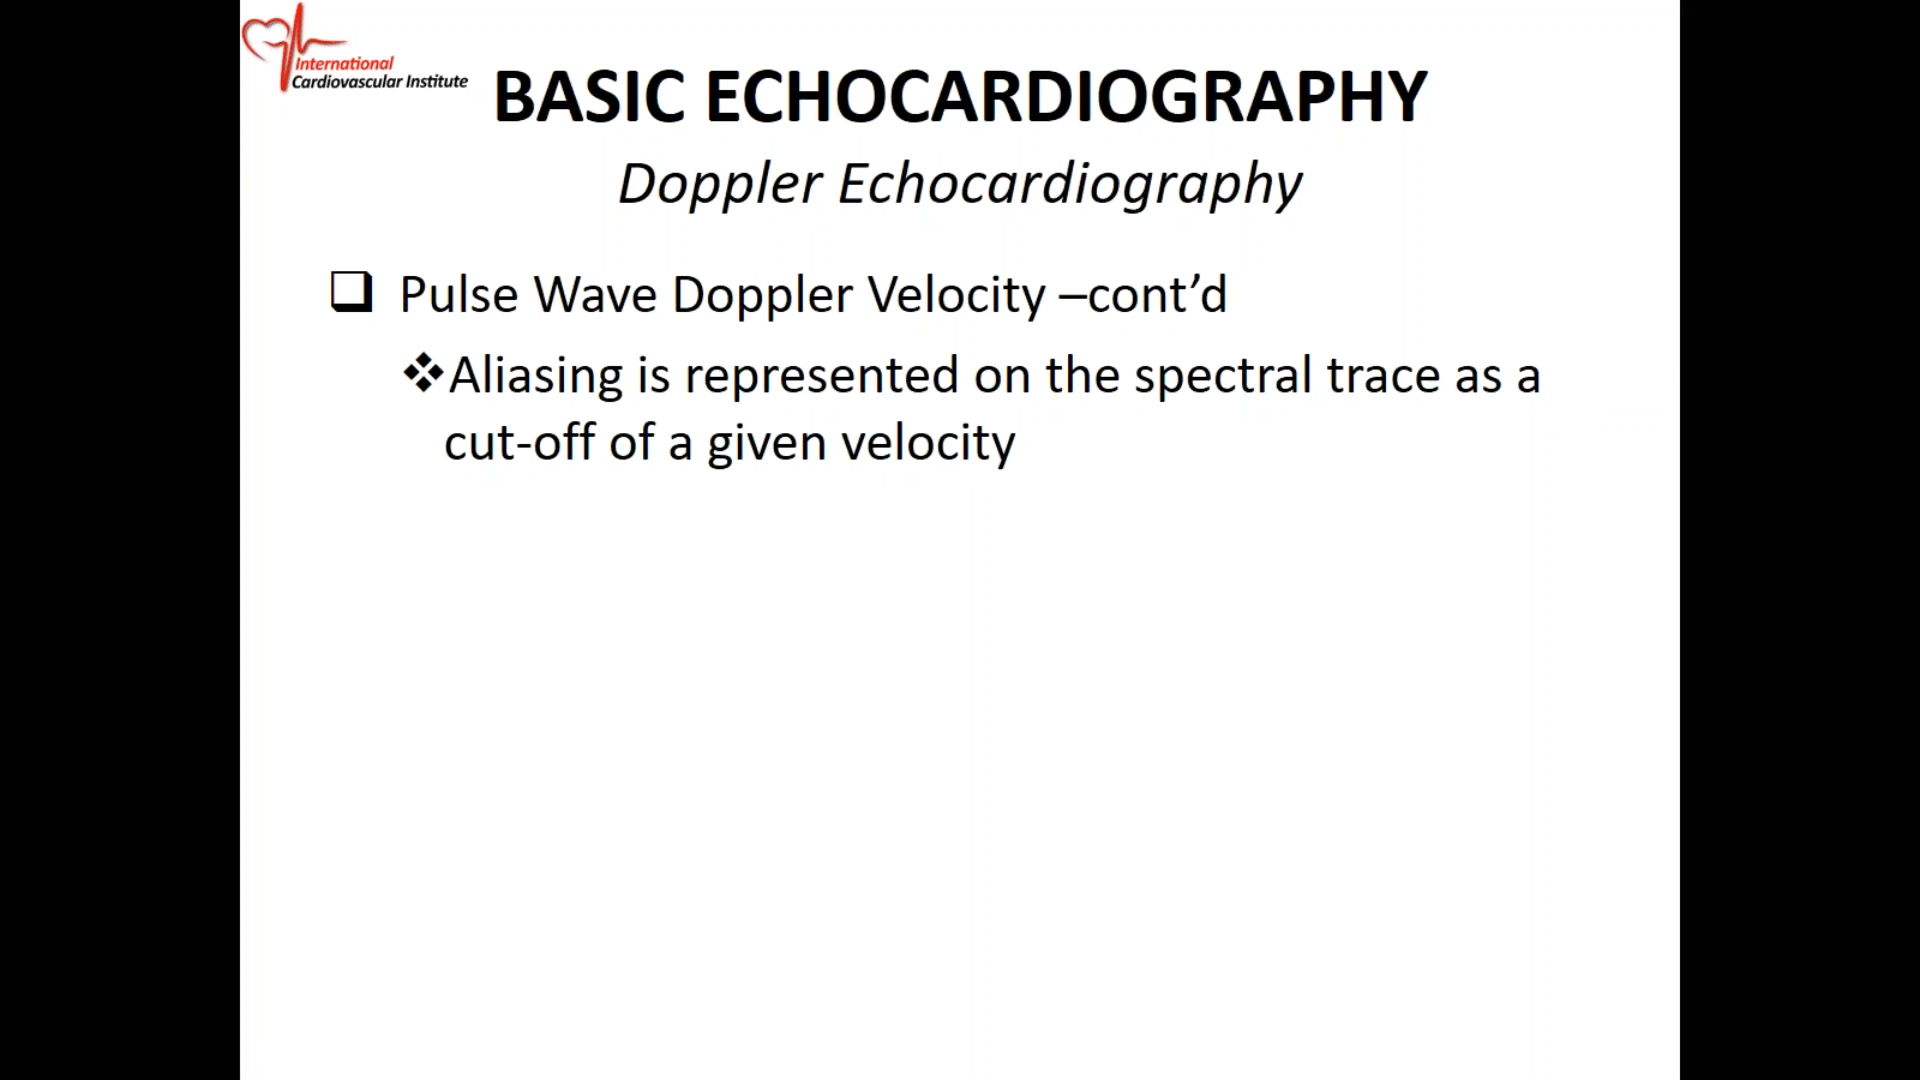 International
Cardiovascular Institute
BASIC ECHOCARDIOGRAPHY
Doppler Echocardiography
Pulse Wave Doppler Velocity –cont’d
Aliasing is represented on the spectral trace as a
cut-off of a given velocity